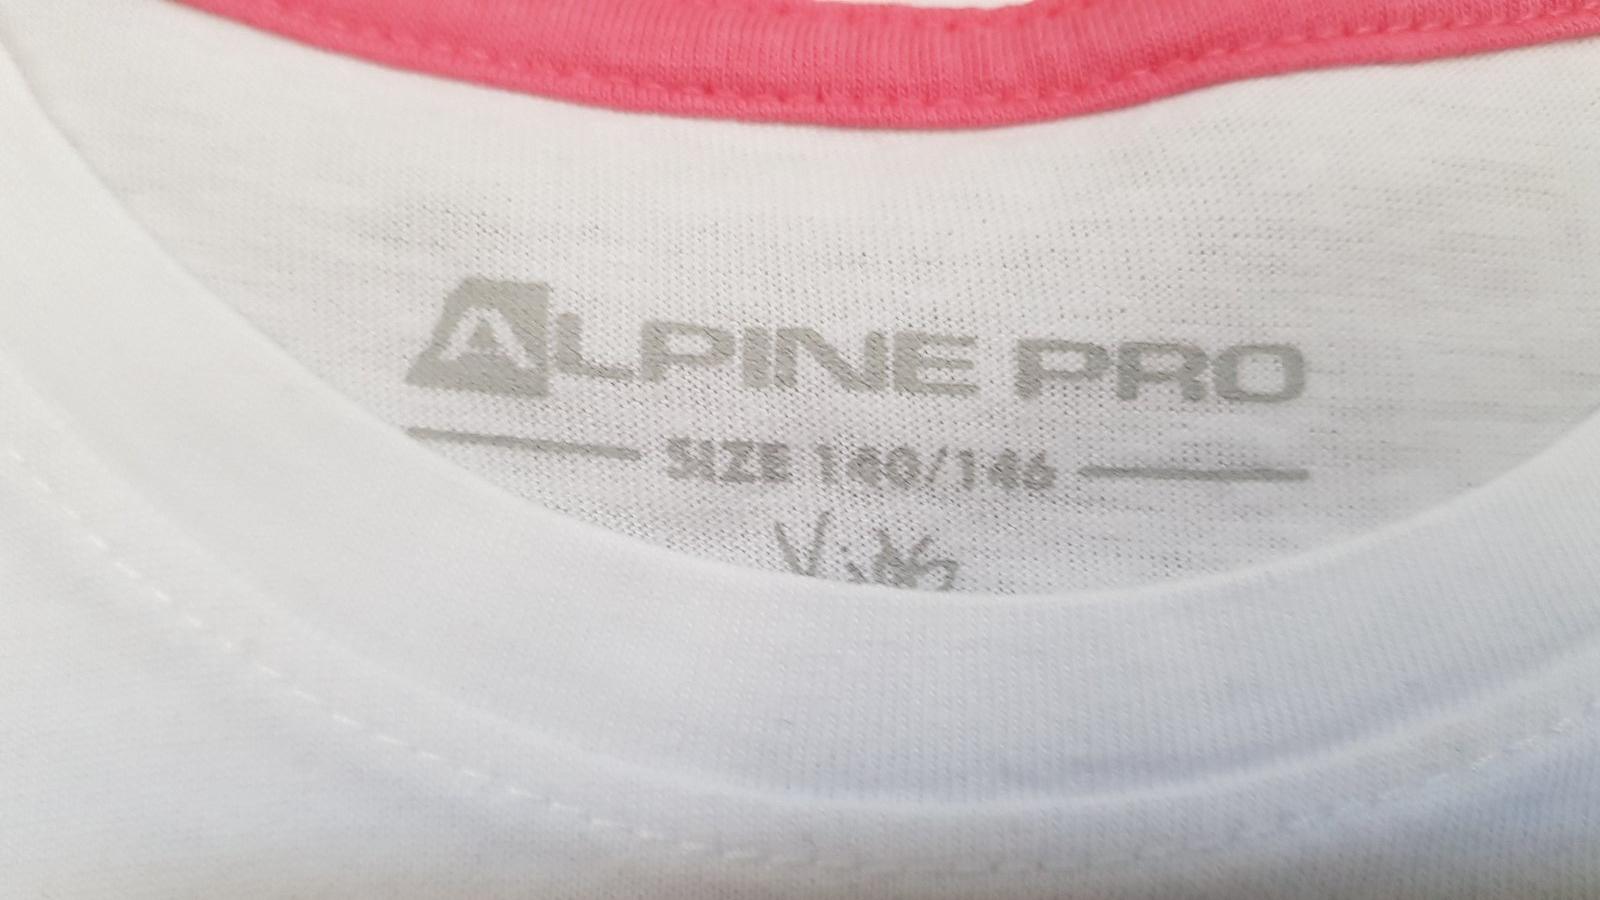 ALPINE PRO
SIZE 140/146